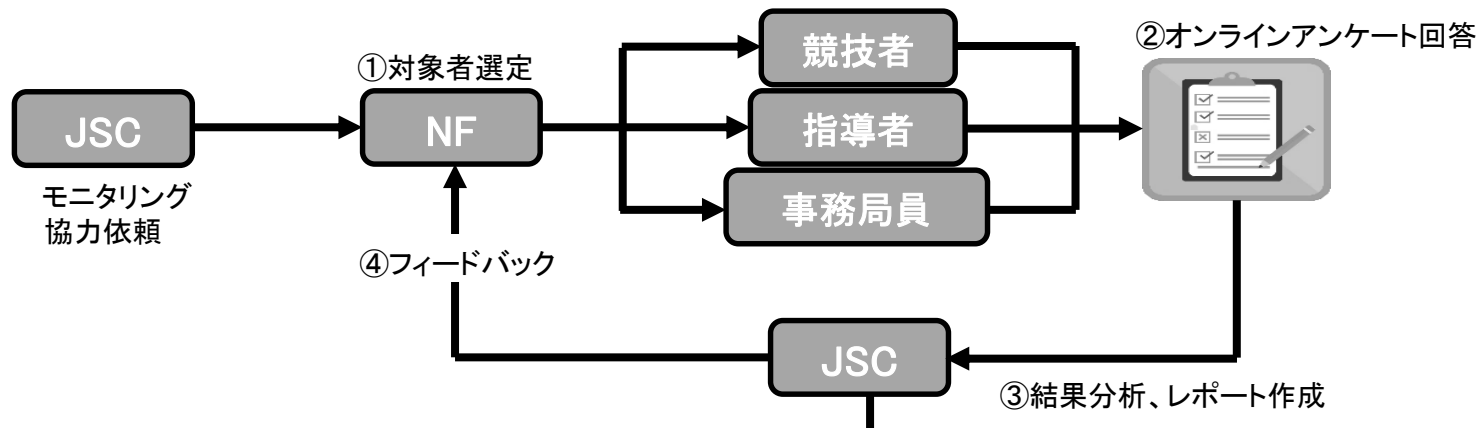 競技者
②オンラインアンケート回答
①対象者選定
JSC
NF
指導者
モニタリング
協力依頼
事務局員
④フィードバック
JSC
③結果分析、レポート作成